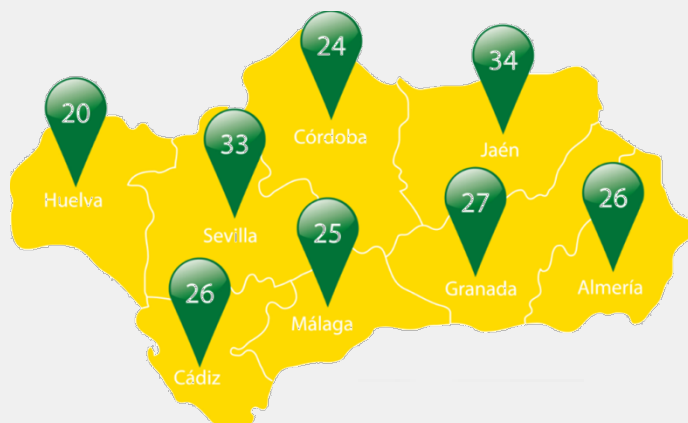 24
Córdoba
34
Jaén
20
Huelva
33
Sevilla
27
Granada
26
Almería
25
Málaga
26
Cádiz